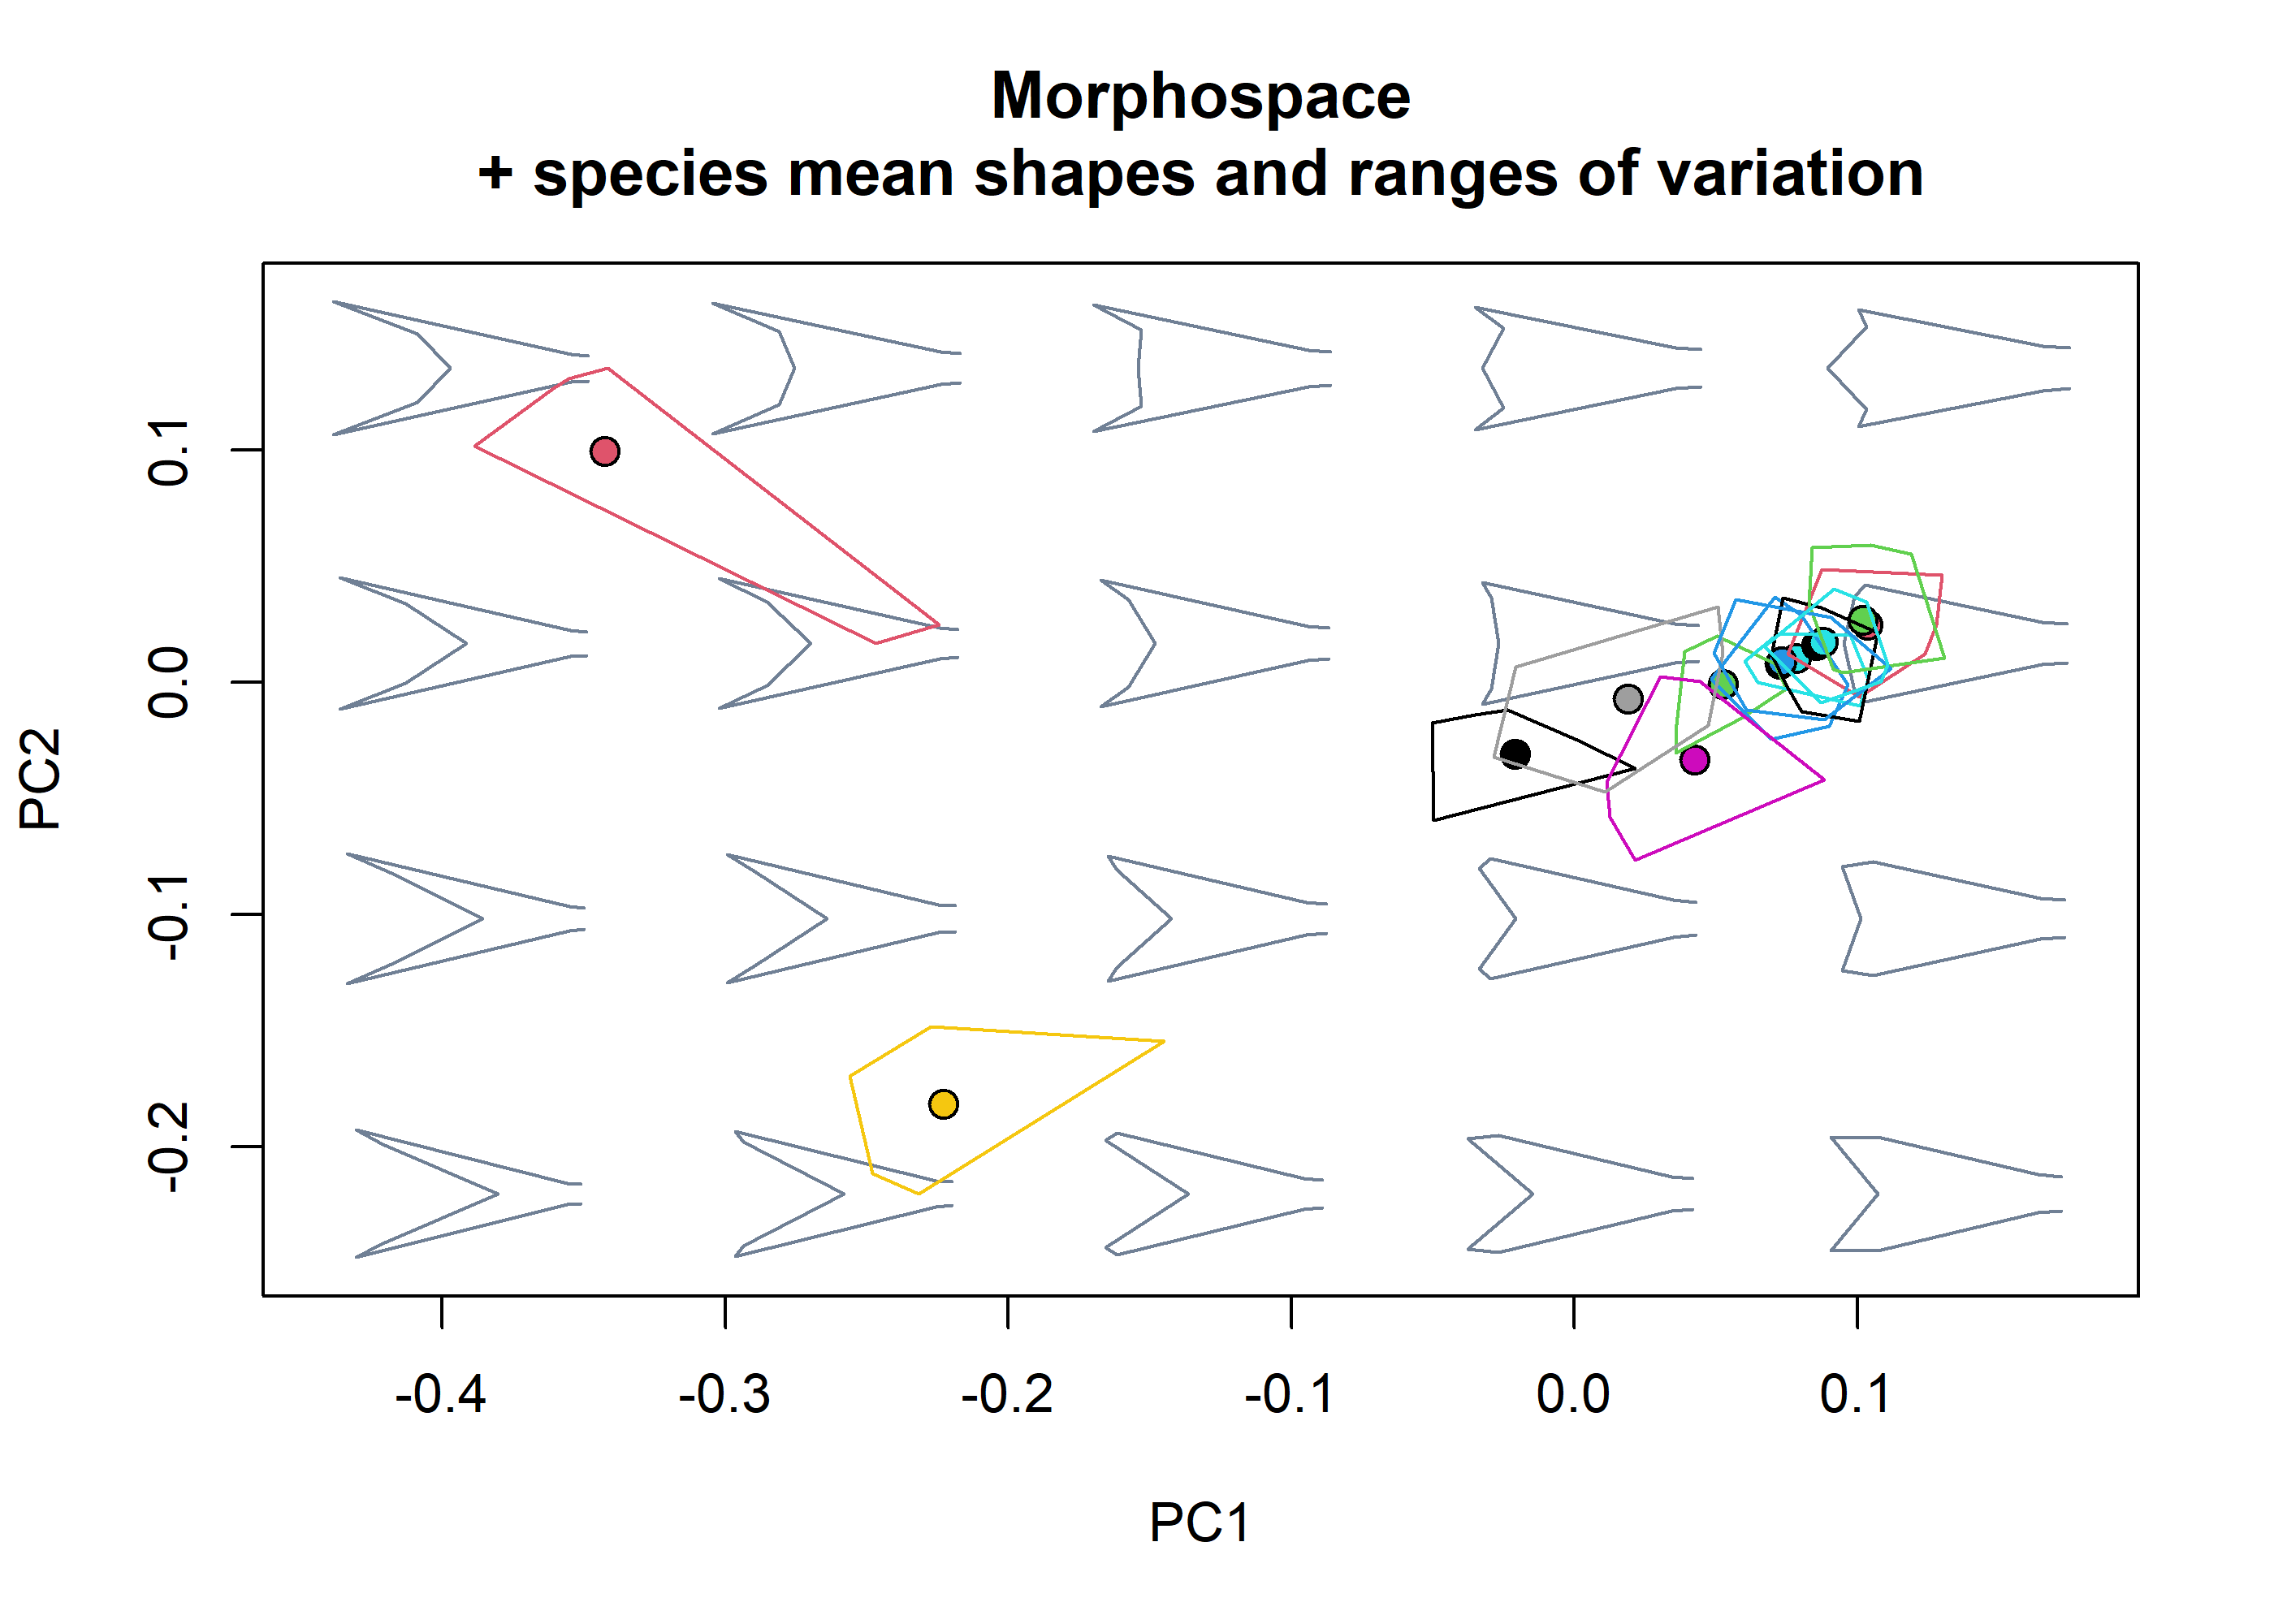 Morphospace
+ species mean shapes and ranges of variation
0.1
0.0
-0.1
-0.2
PC2
-0.4 -0.3 -0.2 -0.1 0.0 0.1
PC1